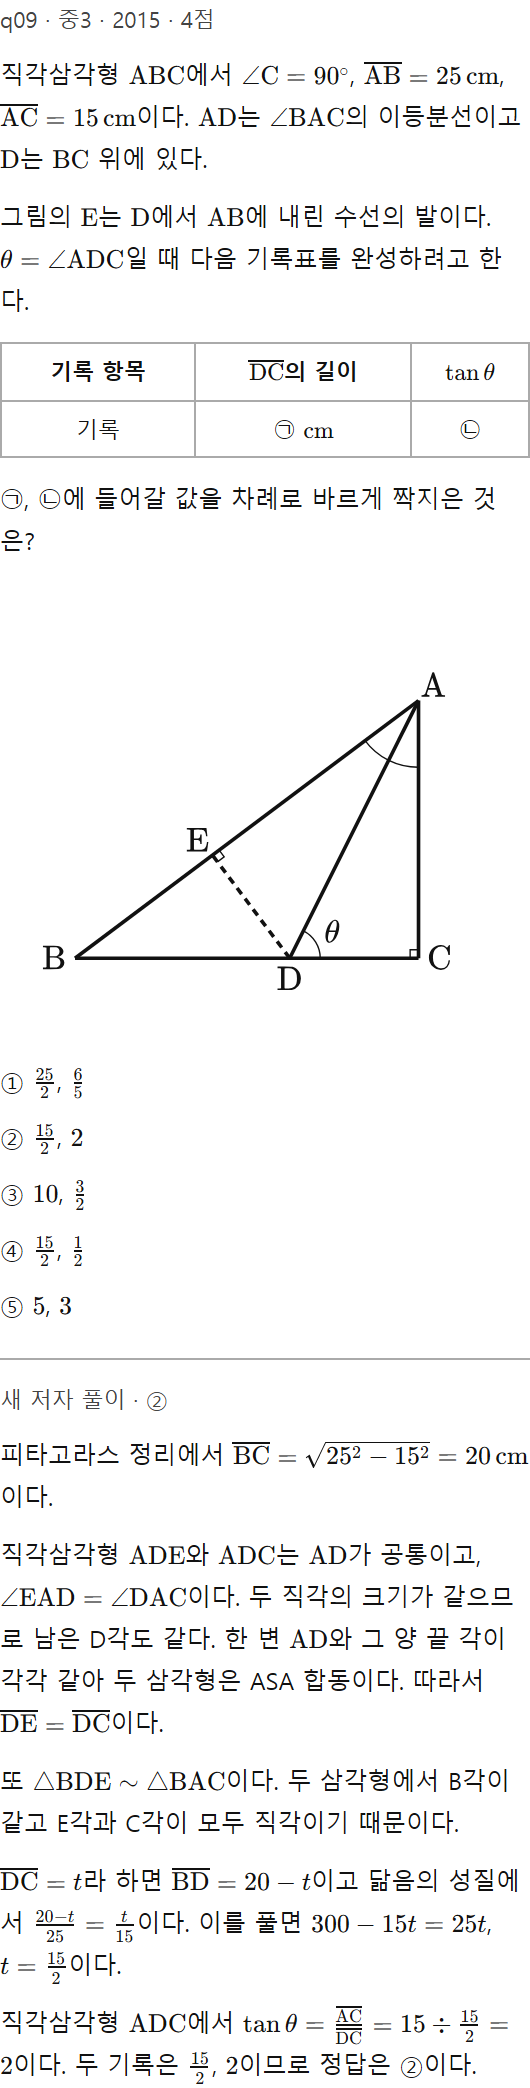 q09 · 중3 · 2015 · 4점
직각삼각형 ABC에서 ∠C = 90°, \overline{AB} = 25 cm,
\overline{AC} = 15 cm이다. AD는 ∠BAC의 이등분선이고
D는 BC 위에 있다.
그림의 E는 D에서 AB에 내린 수선의 발이다.
θ = ∠ADC일 때 다음 기록표를 완성하려고 한
다.
기록 항목 \overline{DC}의 길이 tan θ
기록 ㉠ cm ㉡
㉠, ㉡에 들어갈 값을 차례로 바르게 짝지은 것
은?
A
E
θ
B
C
D
① 25/2, 6/5
② 15/2, 2
③ 10, 3/2
④ 15/2, 1/2
⑤ 5, 3
새 저자 풀이 · ②
피타고라스 정리에서 \overline{BC} = √(25² − 15²) = 20 cm
이다.
직각삼각형 ADE와 ADC는 AD가 공통이고,
∠EAD = ∠DAC이다. 두 직각의 크기가 같으므
로 남은 D각도 같다. 한 변 AD와 그 양 끝 각이
각각 같아 두 삼각형은 ASA 합동이다. 따라서
\overline{DE} = \overline{DC}이다.
또 △BDE ∼ △BAC이다. 두 삼각형에서 B각이
같고 E각과 C각이 모두 직각이기 때문이다.
\overline{DC} = t라 하면 \overline{BD} = 20 − t이고 닮음의 성질에
서 (20−t)/25 = t/15이다. 이를 풀면 300 − 15t = 25t,
t = 15/2이다.
직각삼각형 ADC에서 tan θ = \overline{AC}/\overline{DC} = 15 ÷ 15/2 =
2이다. 두 기록은 15/2, 2이므로 정답은 ②이다.